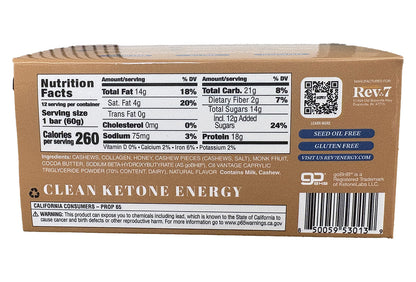 Nutrition Facts
12 serving per container
Serving size
1 bar (60g)
Calories per serving 260
Amount/serving % DV
Total Fat 14g 18%
Sat. Fat 4g 20%
Trans Fat 0g
Cholesterol 0mg 0%
Sodium 75mg 3%
Amount/serving % DV
Total Carb. 21g 8%
Dietary Fiber 2g 7%
Total Sugars 14g
Incl. 12g Added Sugars 24%
Protein 18g
Vitamin D 0% • Calcium 2% • Iron 6% • Potassium 2%
INGREDIENTS: CASHEWS, COLLAGEN, HONEY, CASHEW PIECES (CASHEWS, SALT), MONK FRUIT,
COCOA BUTTER, SODIUM BETA-HYDROXYBUTYRATE (AS goBHB®), C8 VANTAGE CAPRYLIC
TRIGLYCERIDE POWDER (70% CONTENT, DAIRY), NATURAL FLAVOR. Contains Milk, Cashew.
CLEAN KETONE ENERGY
CALIFORNIA CONSUMERS – PROP 65
WARNING: This product can expose you to chemicals including lead, which is known to the State of California to
cause cancer and birth defects or other reproductive harm. For more information go to www.p65warnings.ca.gov
MANUFACTURED FOR:
Rev.7
SEED OIL FREE
GLUTEN FREE
VISIT US REV7ENERGY.COM
BHB
goBHB® is a
Registered Trademark
of KetoneLabs LLC.
8 50059 53013 9